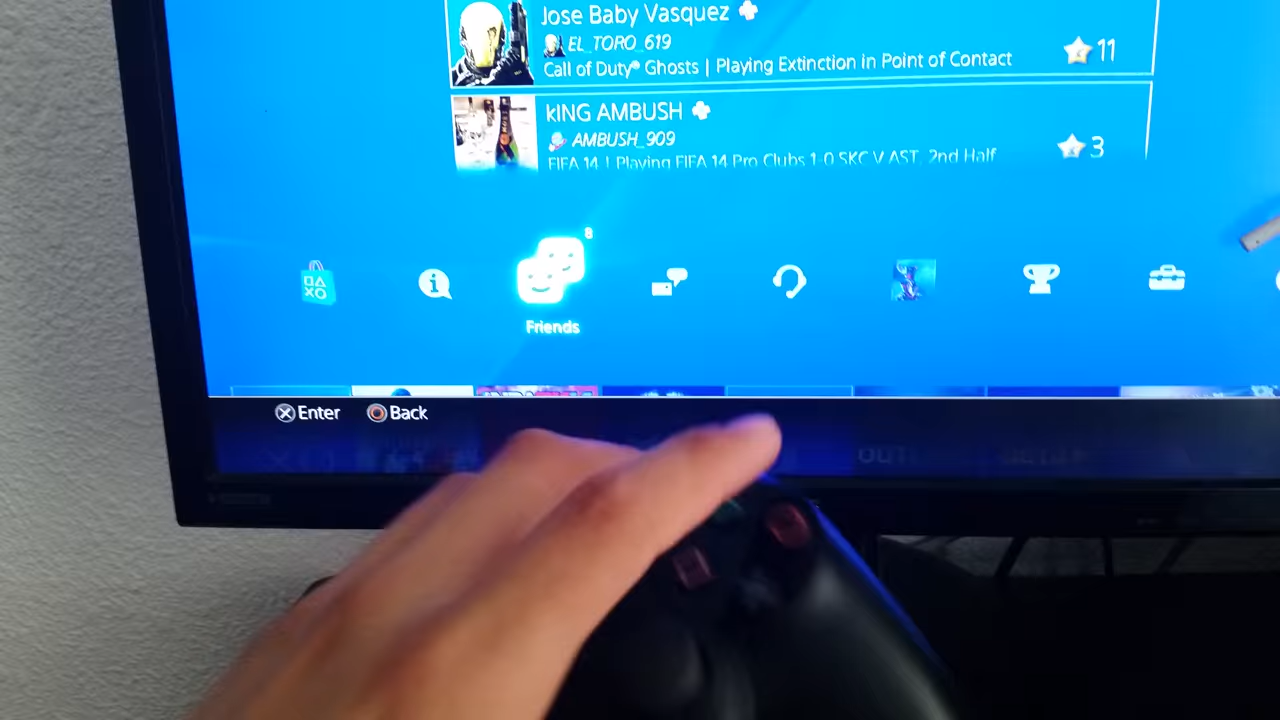 Jose Baby Vasquez
EL_TORO_619
Call of Duty® Ghosts | Playing Extinction in Point of Contact
11
kING AMBUSH
AMBUSH_909
FIFA 14 | Playing FIFA 14 Pro Clubs 1-0 SKC V AST, 2nd Half
3
8
Friends
Enter
Back